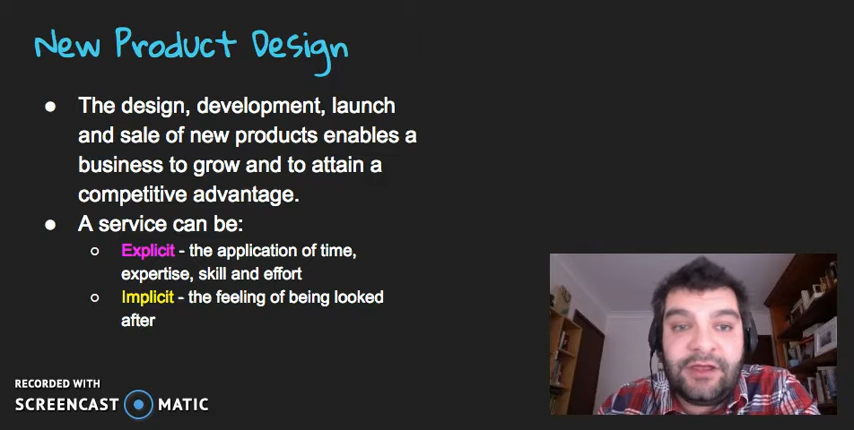 New Product Design
● The design, development, launch
and sale of new products enables a
business to grow and to attain a
competitive advantage.
● A service can be:
○ Explicit - the application of time,
expertise, skill and effort
○ Implicit - the feeling of being looked
after
RECORDED WITH
SCREENCAST MATIC